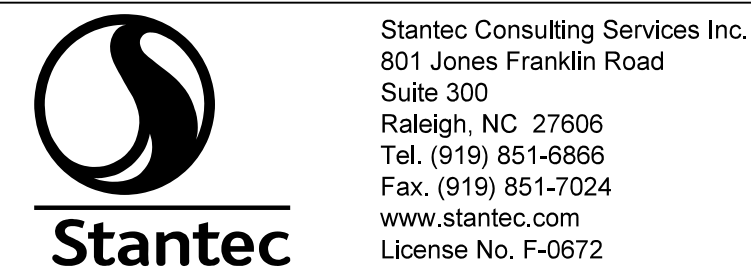 Stantec
Stantec Consulting Services Inc.
801 Jones Franklin Road
Suite 300
Raleigh, NC  27606
Tel. (919) 851-6866
Fax. (919) 851-7024
www.stantec.com
License No. F-0672